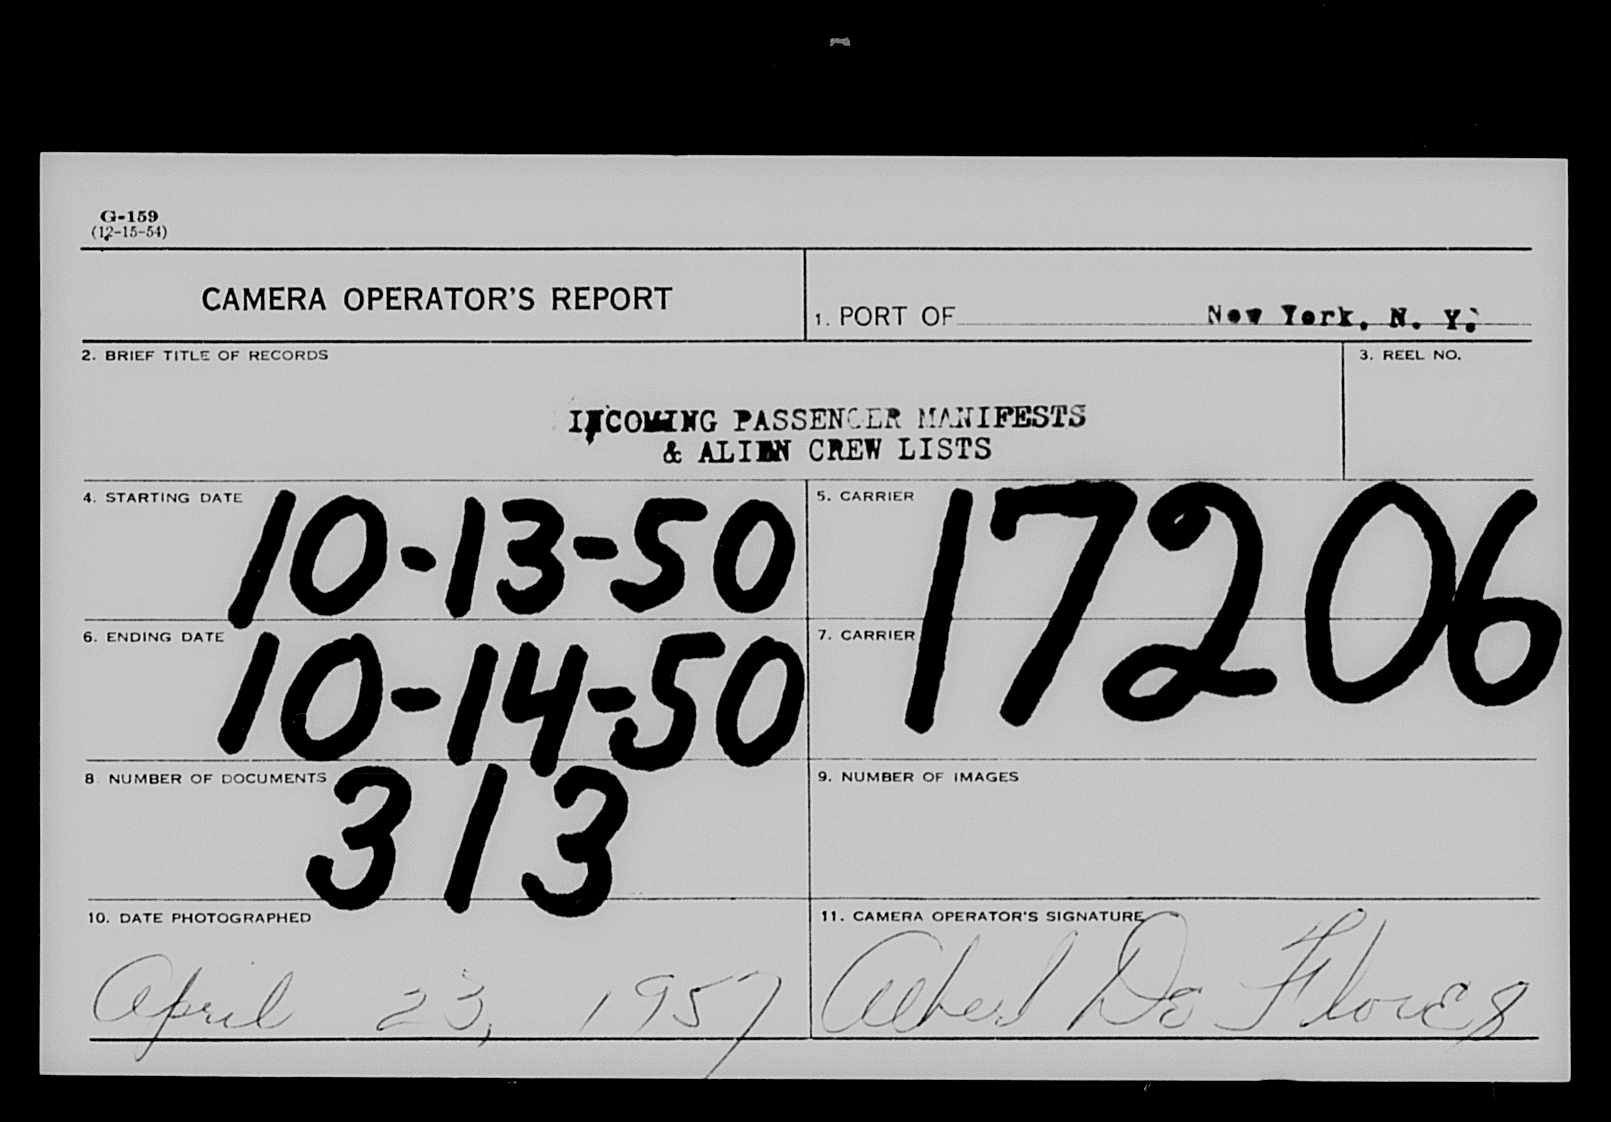 G-159
(12-15-54)
CAMERA OPERATOR'S REPORT
1. PORT OF New York, N. Y.
2. BRIEF TITLE OF RECORDS
3. REEL NO.
INCOMING PASSENGER MANIFESTS
& ALIEN CREW LISTS
4. STARTING DATE 10-13-50
5. CARRIER
17206
6. ENDING DATE 10-14-50
7. CARRIER
8 NUMBER OF DOCUMENTS 313
9. NUMBER OF IMAGES
10. DATE PHOTOGRAPHED
April 23, 1957
11. CAMERA OPERATOR'S SIGNATURE
Albert De Flores